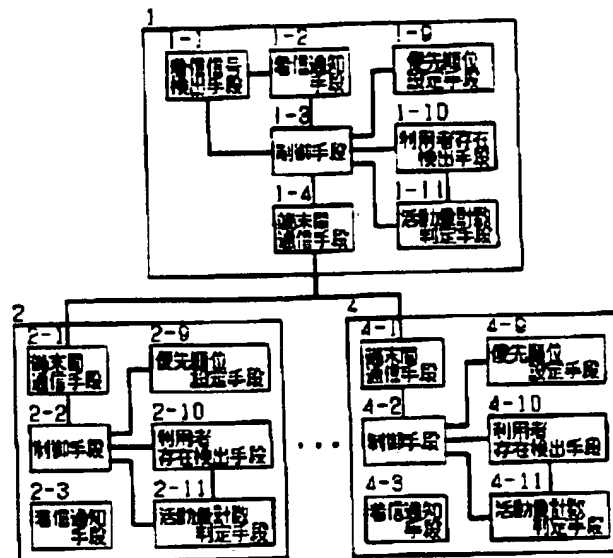 1
1-1
1-2
1-9
着信信号
検出手段
着信通知
手段
優先順位
設定手段
1-3
1-10
制御手段
利用者存在
検出手段
1-4
1-11
端末間
通信手段
活動量計数
判定手段
2
2-1
2-9
端末間
通信手段
優先順位
設定手段
2-2
2-10
制御手段
利用者
存在検出手段
2-3
2-11
着信通知
手段
活動量計数
判定手段
...
4
4-1
4-9
端末間
通信手段
優先順位
設定手段
4-2
4-10
制御手段
利用者
存在検出手段
4-3
4-11
着信通知
手段
活動量計数
判定手段